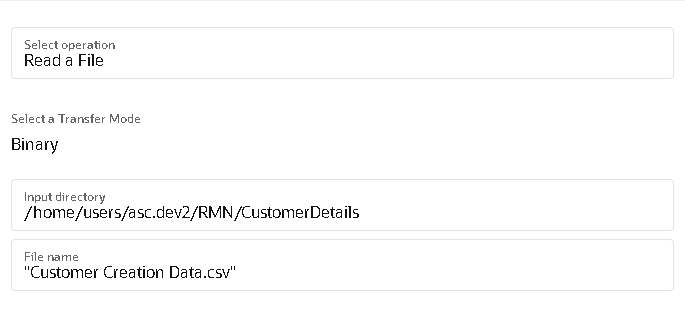 Select operation
Read a File
Select a Transfer Mode
Binary
Input directory
/home/users/asc.dev2/RMN/CustomerDetails
File name
"Customer Creation Data.csv"